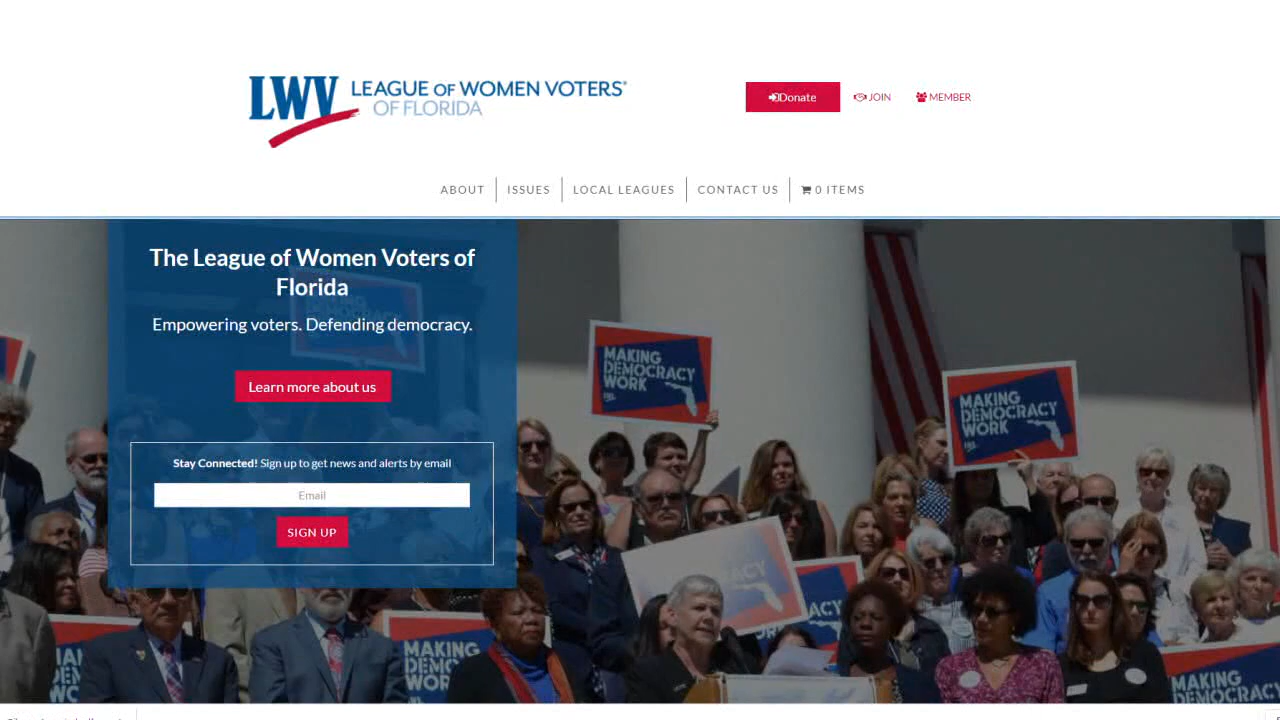 LWV LEAGUE OF WOMEN VOTERS®
OF FLORIDA
Donate
JOIN
MEMBER
ABOUT
ISSUES
LOCAL LEAGUES
CONTACT US
0 ITEMS
The League of Women Voters of
Florida
Empowering voters. Defending democracy.
Learn more about us
Stay Connected! Sign up to get news and alerts by email
Email
SIGN UP
MAKING
DEMOCRACY
WORK
MAKING
DEMOCRACY
WORK
DEMOCRACY
DEMOCRACY
WORK
MAKING
MAKING
DEMOCRACY